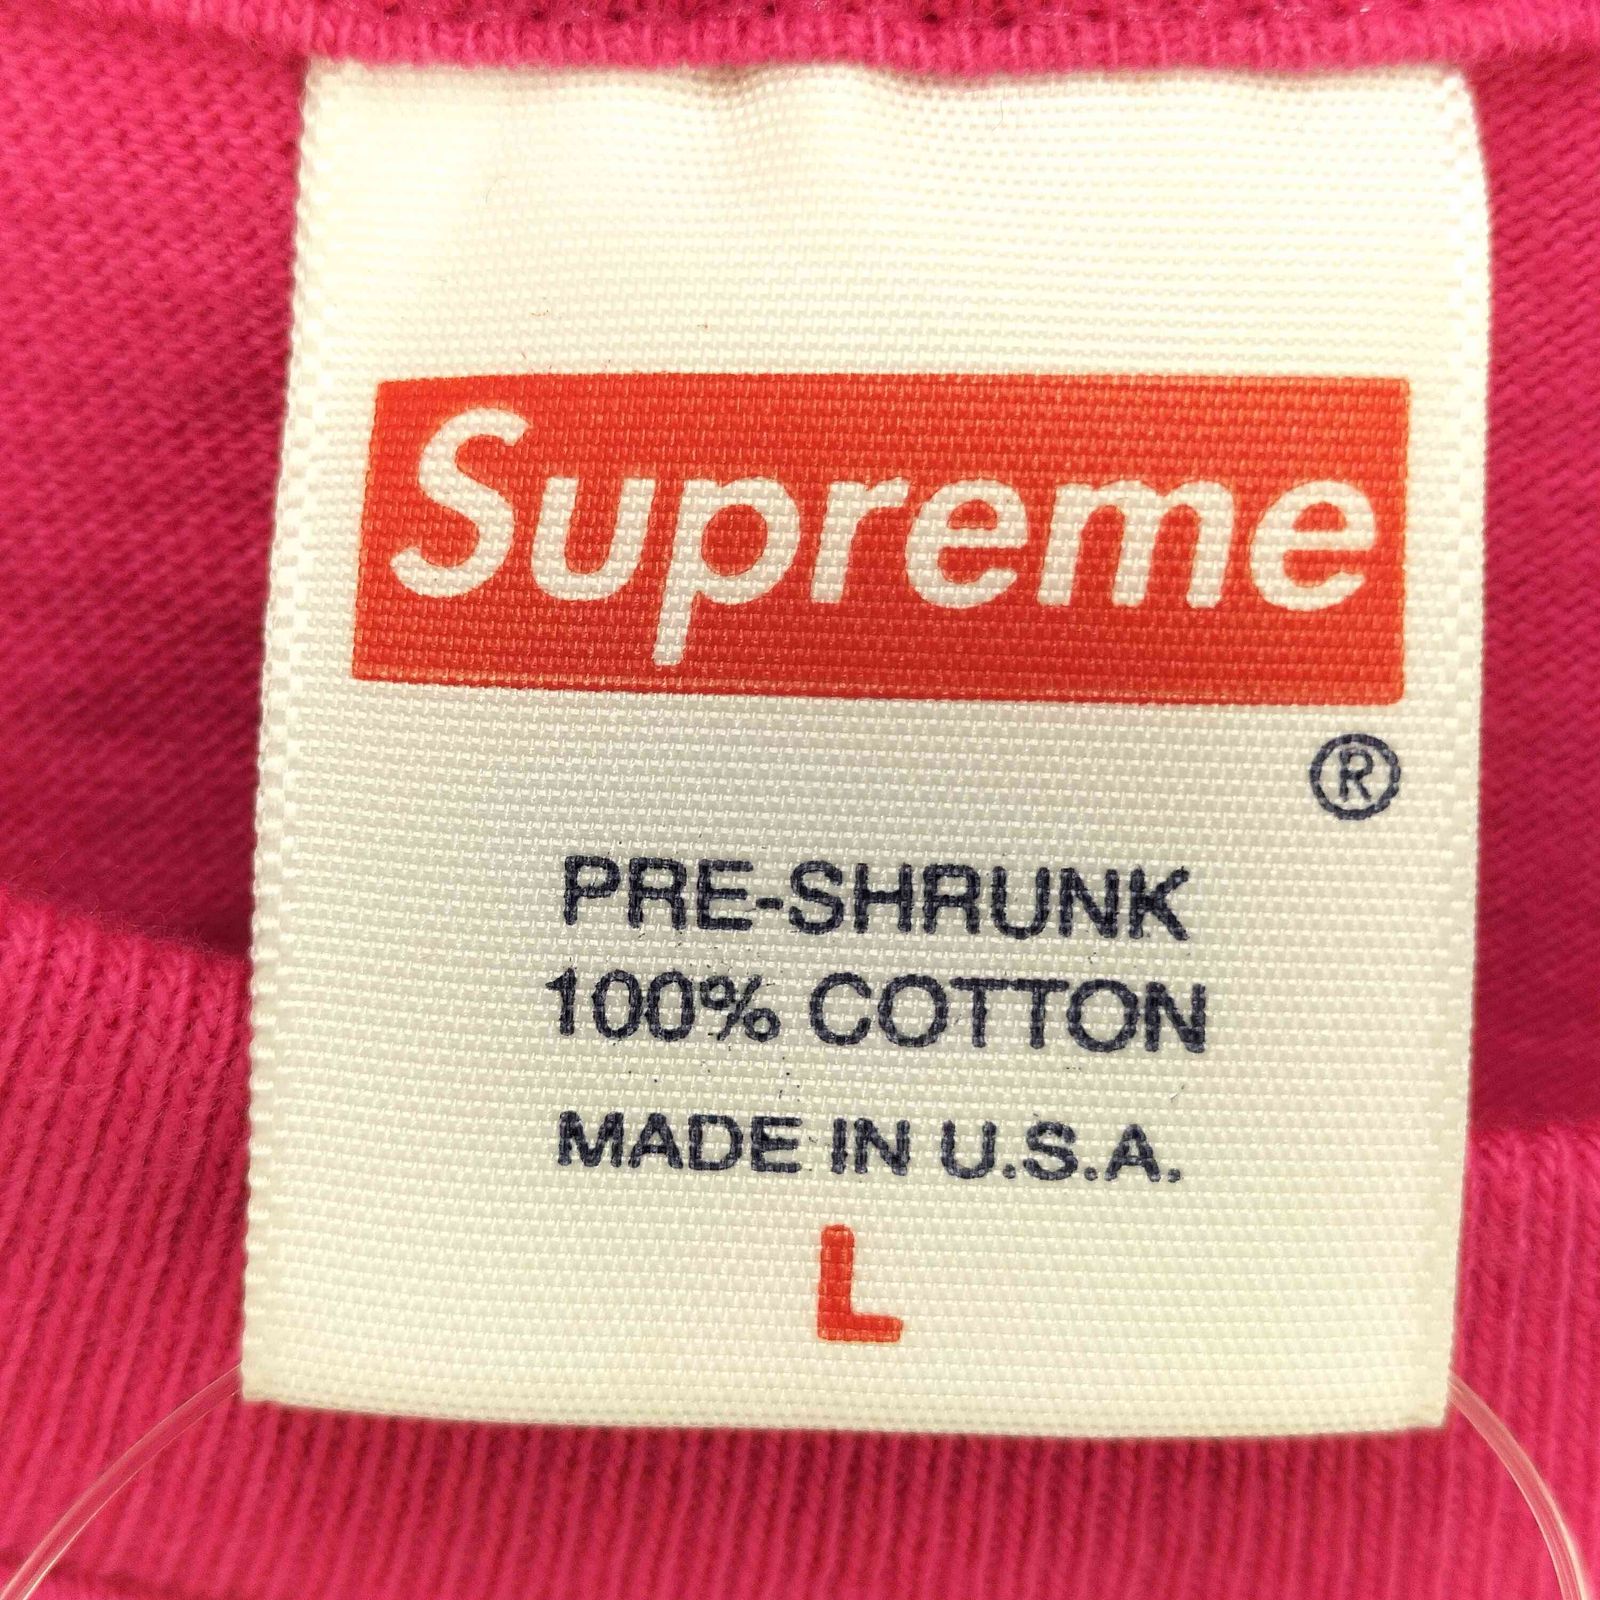 Supreme
®
PRE-SHRUNK
100% COTTON
MADE IN U.S.A.
L